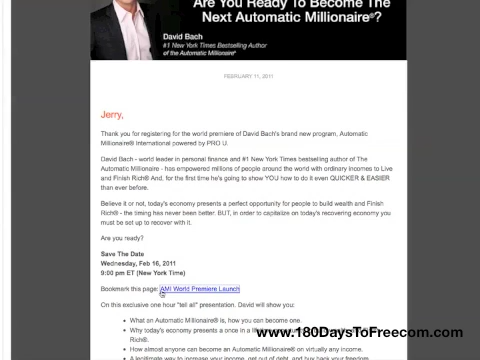 Are You Ready To Become The
Next Automatic Millionaire®?
David Bach
#1 New York Times Bestselling Author
of the Automatic Millionaire®
FEBRUARY 11, 2011
Jerry,
Thank you for registering for the world premiere of David Bach's brand new program, Automatic
Millionaire® International powered by PRO U.
David Bach - world leader in personal finance and #1 New York Times bestselling author of The
Automatic Millionaire® - has empowered millions of people around the world with ordinary incomes to Live
and Finish Rich® And, for the first time he's going to show YOU how to do it even QUICKER & EASIER
than ever before.
Believe it or not, today's economy presents a perfect opportunity for people to build wealth and Finish
Rich® - the timing has never been better. BUT, in order to capitalize on today's recovering economy you
must be set up to recover with it.
Are you ready?
Save The Date
Wednesday, Feb 16, 2011
9:00 pm ET (New York Time)
Bookmark this page: AMI World Premiere Launch
On this exclusive one hour "tell all" presentation. David will show you:
• What an Automatic Millionaire® is, how you can become one.
• Why today's economy presents a once in a
Rich®.
• How almost anyone can become an Automatic Millionaire® on virtually any income.
• A legitimate way to increase your income, get out of debt, and buy back your freedom
www.180DaysToFreecom.com